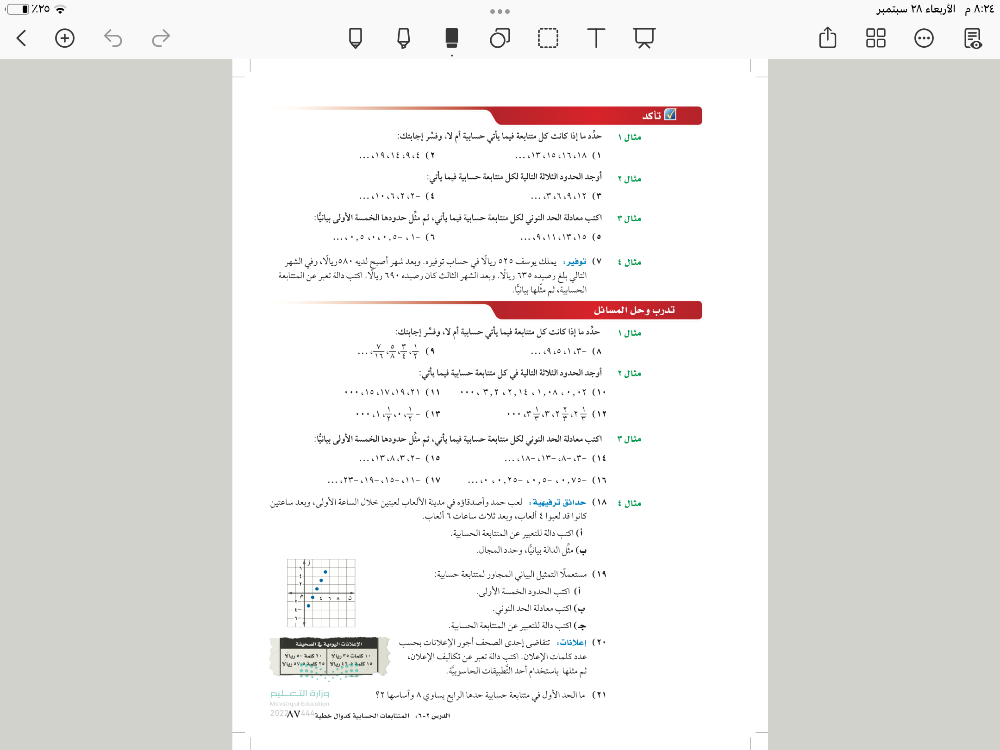 ٨:٢٤ م الأربعاء ٢٨ سبتمبر
٪٢٥
تأكد
مثال ١ حدِّد ما إذا كانت كل متتابعة فيما يأتي حسابية أم لا، وفسِّر إجابتك:
١) ١٨، ١٦، ١٥، ١٣، ... ٢) ٤، ٩، ١٤، ١٩، ...
مثال ٢ أوجد الحدود الثلاثة التالية لكل متتابعة حسابية فيما يأتي:
٣) ١٢، ٩، ٦، ٣، ... ٤) –٢، ٢، ٦، ١٠، ...
مثال ٣ اكتب معادلة الحد النوني لكل متتابعة حسابية فيما يأتي، ثم مثِّل حدودها الخمسة الأولى بيانيًّا:
٥) ١٥، ١٣، ١١، ٩، ... ٦) –١، –٠,٥، ٠، ٠,٥، ...
مثال ٤ ٧) توفير: يملك يوسف ٥٢٥ ريالًا في حساب توفيره. وبعد شهر أصبح لديه ٥٨٠ريالًا، وفي الشهر
التالي بلغ رصيده ٦٣٥ ريالًا. وبعد الشهر الثالث كان رصيده ٦٩٠ ريالًا. اكتب دالة تعبر عن المتتابعة
الحسابية، ثم مثّلها بيانيًّا.
تدرب وحل المسائل
مثال ١ حدِّد ما إذا كانت كل متتابعة فيما يأتي حسابية أم لا، وفسِّر إجابتك:
٨) –٣، ١، ٥، ٩، ... ٩) ١/٢، ٣/٤، ٥/٨، ٧/١٦، ...
مثال ٢ أوجد الحدود الثلاثة التالية في كل متتابعة حسابية فيما يأتي:
١٠) ٠,٠٢، ١,٠٨، ٢,١٤، ٣,٢، ... ١١) ٢١، ١٩، ١٧، ١٥، ...
١٢) ٢ ١/٣، ٢ ٢/٣، ٣، ٣ ١/٣، ... ١٣) – ١/٢، ٠، ١/٢، ١، ...
مثال ٣ اكتب معادلة الحد النوني لكل متتابعة حسابية فيما يأتي، ثم مثِّل حدودها الخمسة الأولى بيانيًّا:
١٤) –٣، –٨، –١٣، –١٨، ... ١٥) –٢، ٣، ٨، ١٣، ...
١٦) –٠,٧٥، –٠,٥، –٠,٢٥، ٠، ... ١٧) –١١، –١٥، –١٩، –٢٣، ...
مثال ٤ ١٨) حدائق ترفيهية: لعب حمد وأصدقاؤه في مدينة الألعاب لعبتين خلال الساعة الأولى، وبعد ساعتين
كانوا قد لعبوا ٤ ألعاب، وبعد ثلاث ساعات ٦ ألعاب.
أ) اكتب دالة للتعبير عن المتتابعة الحسابية.
ب) مثِّل الدالة بيانيًّا، وحدد المجال.
١٩) مستعملًا التمثيل البياني المجاور لمتتابعة حسابية:
أ) اكتب الحدود الخمسة الأولى.
ب) اكتب معادلة الحد النوني.
جـ) اكتب دالة للتعبير عن المتتابعة الحسابية.
أن
٦
٤
٢
م ٤ ٦ ٨ ن
–٢
–٤
–٦
٢٠) إعلانات: تتقاضى إحدى الصحف أجور الإعلانات بحسب
عدد كلمات الإعلان. اكتب دالة تعبر عن تكاليف الإعلان،
ثم مثلها باستخدام أحد التَّطبيقات الحاسوبيَّة.
الإعلانات اليومية في الصحيفة
١٠ كلمات ٣٥ ريالًا ٢٠ كلمة ٥٠ ريالًا
١٥ كلمة ٤٢,٥ ريالًا ٢٥ كلمة ٥٧,٥ ريالًا
٢١) ما الحد الأول في متتابعة حسابية حدها الرابع يساوي ٨ وأساسها ٢؟
وزارة التعليم
Ministry of Education
2022 - 1444
الدرس ٢-٦: المتتابعات الحسابية كدوال خطية ٨٧